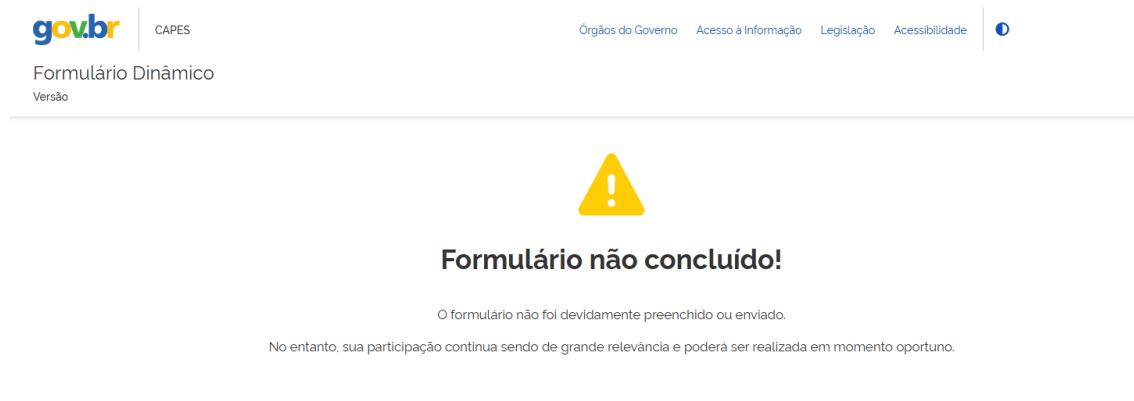 gov.br
CAPES
Órgãos do Governo Acesso à Informação Legislação Acessibilidade
Formulário Dinâmico
Versão
Formulário não concluído!
O formulário não foi devidamente preenchido ou enviado.
No entanto, sua participação continua sendo de grande relevância e poderá ser realizada em momento oportuno.